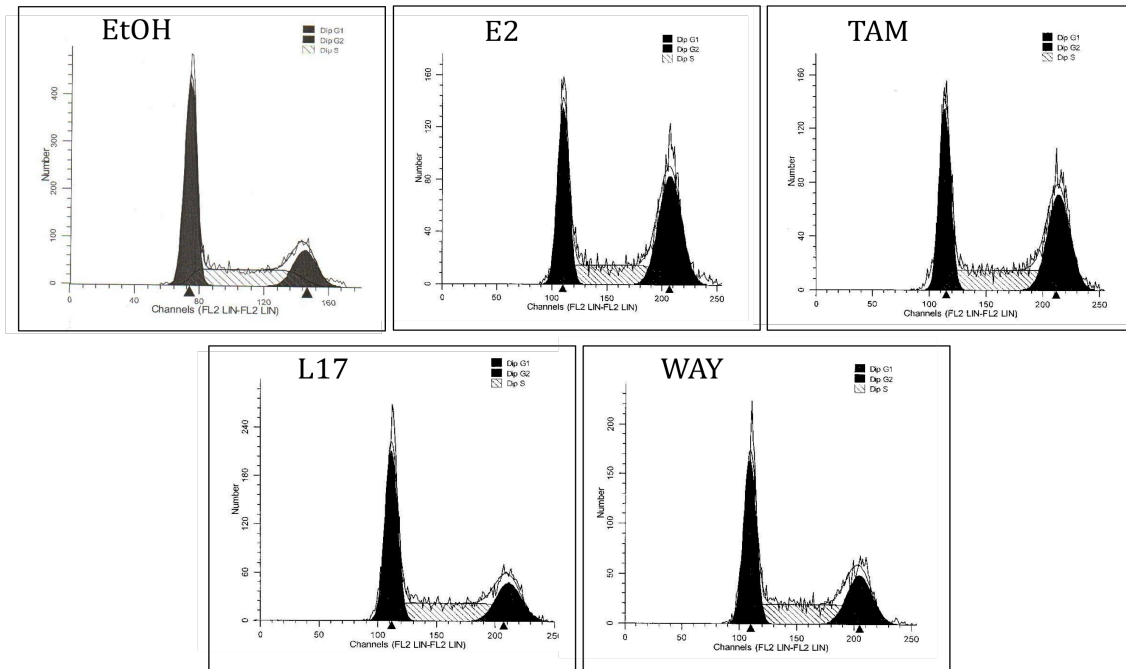 EtOH
Dip G1
Dip G2
Dip S
Number
0
100
200
300
400
0
40
80
120
160
Channels (FL2 LIN-FL2 LIN)
E2
Dip G1
Dip G2
Dip S
Number
0
40
80
120
160
0
50
100
150
200
250
Channels (FL2 LIN-FL2 LIN)
TAM
Dip G1
Dip G2
Dip S
Number
0
40
80
120
160
0
50
100
150
200
250
Channels (FL2 LIN-FL2 LIN)
L17
Dip G1
Dip G2
Dip S
Number
0
60
120
180
240
0
50
100
150
200
250
Channels (FL2 LIN-FL2 LIN)
WAY
Dip G1
Dip G2
Dip S
Number
0
50
100
150
200
0
50
100
150
200
250
Channels (FL2 LIN-FL2 LIN)